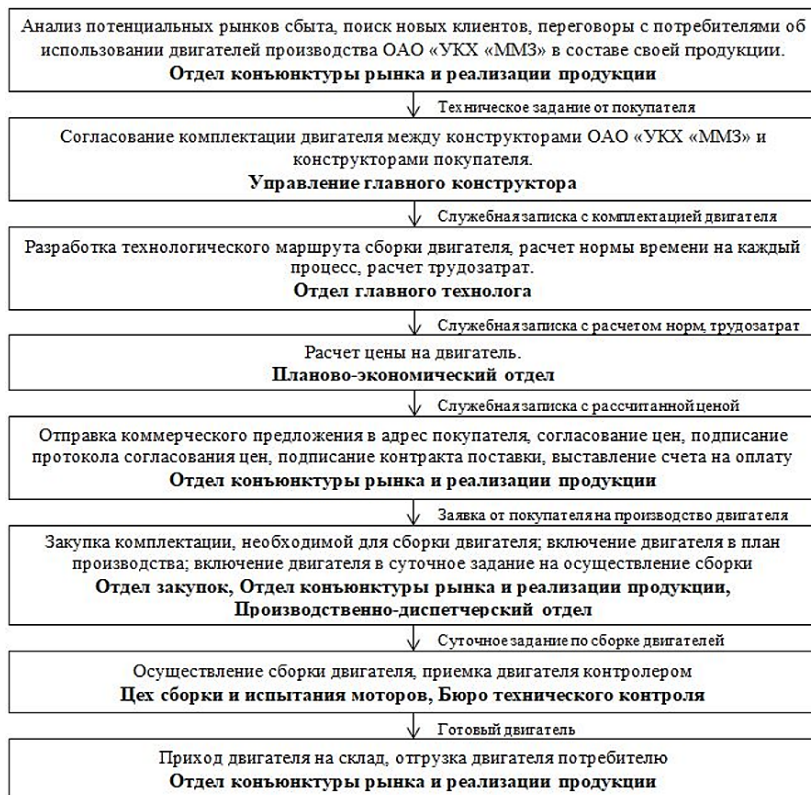 Анализ потенциальных рынков сбыта, поиск новых клиентов, переговоры с потребителями об
использовании двигателей производства ОАО «УКХ «ММЗ» в составе своей продукции.
Отдел конъюнктуры рынка и реализации продукции
Техническое задание от покупателя
Согласование комплектации двигателя между конструкторами ОАО «УКХ «ММЗ» и
конструкторами покупателя.
Управление главного конструктора
Служебная записка с комплектацией двигателя
Разработка технологического маршрута сборки двигателя, расчет нормы времени на каждый
процесс, расчет трудозатрат.
Отдел главного технолога
Служебная записка с расчетом норм, трудозатрат
Расчет цены на двигатель.
Планово-экономический отдел
Служебная записка с рассчитанной ценой
Отправка коммерческого предложения в адрес покупателя, согласование цен, подписание
протокола согласования цен, подписание контракта поставки, выставление счета на оплату
Отдел конъюнктуры рынка и реализации продукции
Заявка от покупателя на производство двигателя
Закупка комплектации, необходимой для сборки двигателя; включение двигателя в план
производства; включение двигателя в суточное задание на осуществление сборки
Отдел закупок, Отдел конъюнктуры рынка и реализации продукции,
Производственно-диспетчерский отдел
Суточное задание по сборке двигателей
Осуществление сборки двигателя, приемка двигателя контролером
Цех сборки и испытания моторов, Бюро технического контроля
Готовый двигатель
Приход двигателя на склад, отгрузка двигателя потребителю
Отдел конъюнктуры рынка и реализации продукции